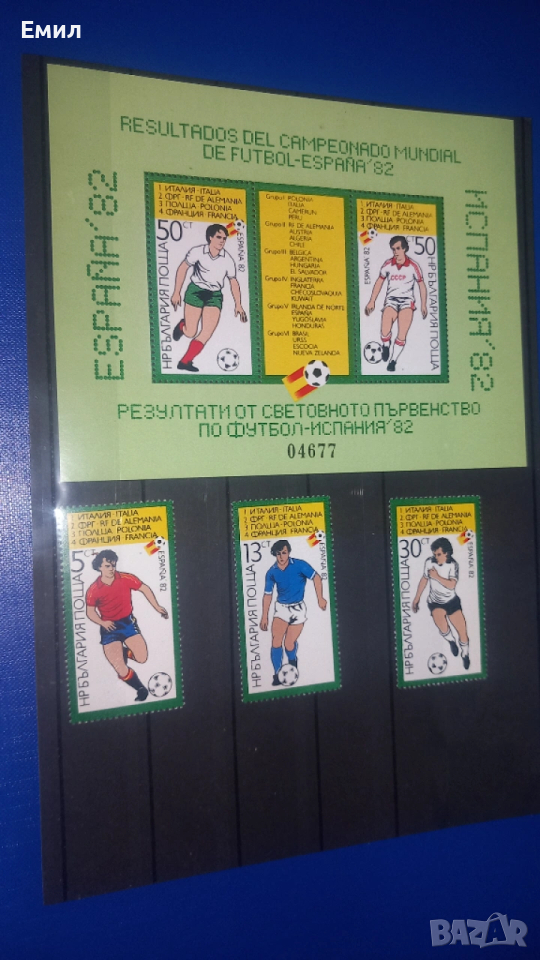 Емил
RESULTADOS DEL CAMPEONADO MUNDIAL
DE FUTBOL-ESPAÑA'82
ESPAÑA'82
ИСПАНИЯ'82
1 ИТАЛИЯ·ITALIA
2 ФРГ·RF DE ALEMANIA
3 ПОЛША·POLONIA
4 ФРАНЦИЯ FRANCIA
50 CT
ESPAÑA 82
НР БЪЛГАРИЯ ПОЩА
Grupo I POLONIA
ITALIA
CAMERUN
PERU
Grupo II RF DE ALEMANIA
AUSTRIA
ALGERIA
CHILE
Grupo III BELGICA
ARGENTINA
HUNGARIA
EL SALVADOR
Grupo IV INGLATERRA
FRANCIA
CHECOSLOVAQUIA
KUWAIT
Grupo V IRLANDA DE NORTE
ESPAÑA
YUGOSLAVIA
HONDURAS
Grupo VI BRASIL
URSS
ESCOCIA
NUEVA ZELANDA
1 ИТАЛИЯ·ITALIA
2 ФРГ·RF DE ALEMANIA
3 ПОЛША·POLONIA
4 ФРАНЦИЯ FRANCIA
50
ESPAÑA 82
СССР
НР БЪЛГАРИЯ ПОЩА
РЕЗУЛТАТИ ОТ СВЕТОВНОТО ПЪРВЕНСТВО
ПО ФУТБОЛ-ИСПАНИЯ'82
04677
1 ИТАЛИЯ·ITALIA
2 ФРГ·RF DE ALEMANIA
3 ПОЛША·POLONIA
4 ФРАНЦИЯ FRANCIA
5 CT
ESPAÑA 82
НР БЪЛГАРИЯ ПОЩА
1 ИТАЛИЯ·ITALIA
2 ФРГ·RF DE ALEMANIA
3 ПОЛША·POLONIA
4 ФРАНЦИЯ FRANCIA
13 CT
ESPAÑA 82
НР БЪЛГАРИЯ ПОЩА
1 ИТАЛИЯ·ITALIA
2 ФРГ·RF DE ALEMANIA
3 ПОЛША·POLONIA
4 ФРАНЦИЯ FRANCIA
30 CT
ESPAÑA 82
НР БЪЛГАРИЯ ПОЩА
BAZAR